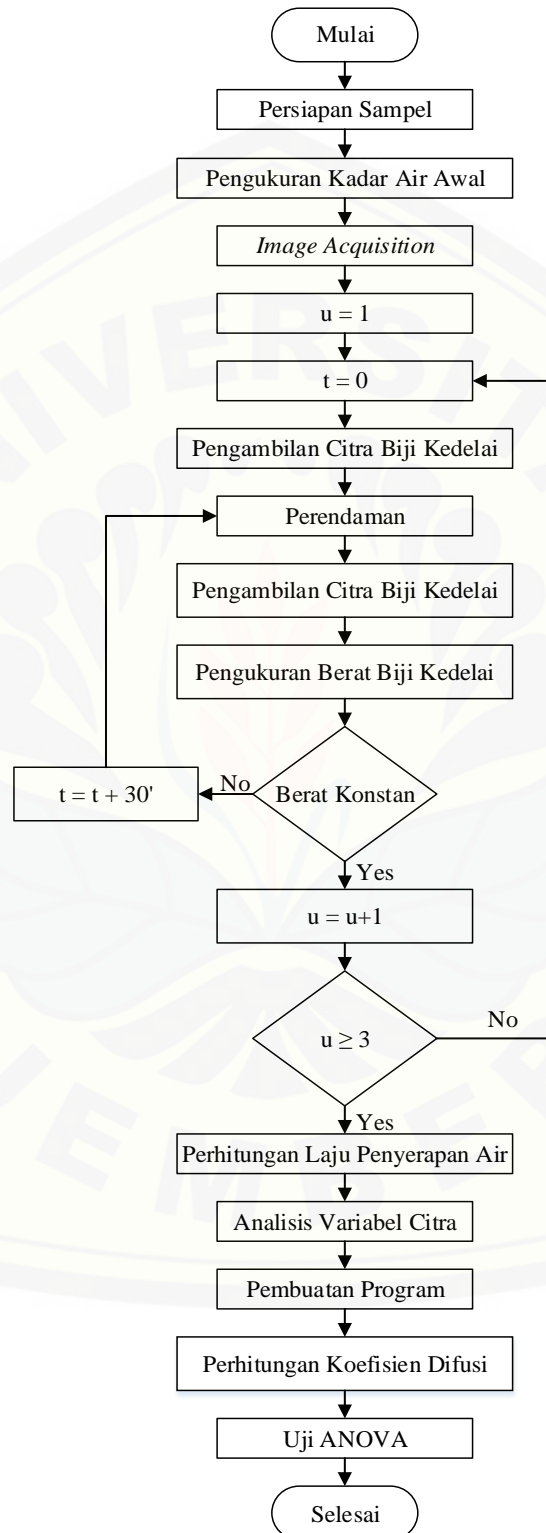 Mulai
Persiapan Sampel
Pengukuran Kadar Air Awal
Image Acquisition
u = 1
t = 0
Pengambilan Citra Biji Kedelai
Perendaman
Pengambilan Citra Biji Kedelai
Pengukuran Berat Biji Kedelai
t = t + 30'
No
Berat Konstan
Yes
u = u+1
u ≥ 3
No
Yes
Perhitungan Laju Penyerapan Air
Analisis Variabel Citra
Pembuatan Program
Perhitungan Koefisien Difusi
Uji ANOVA
Selesai